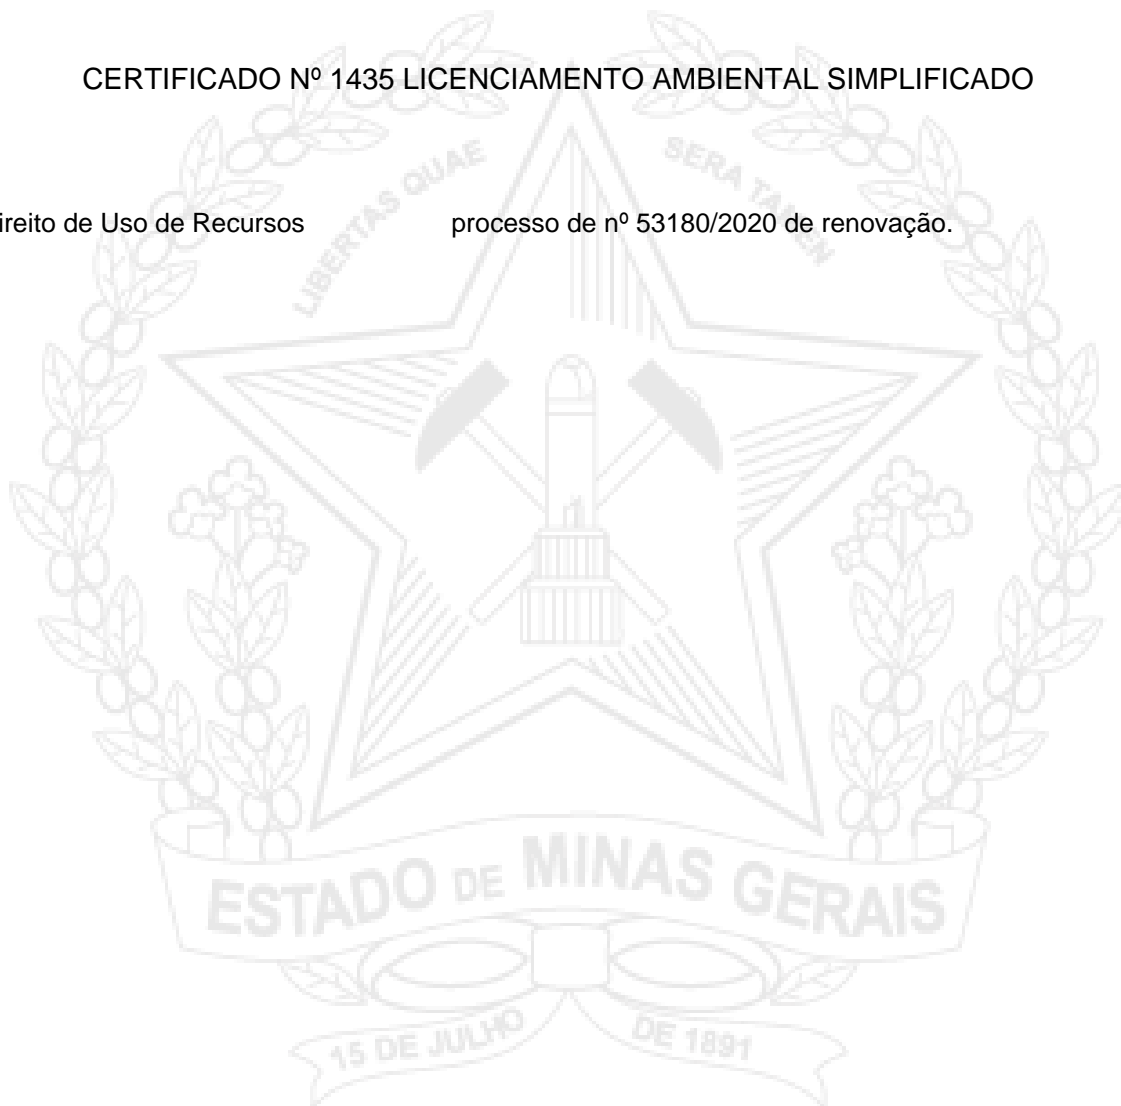 CERTIFICADO Nº 1435 LICENCIAMENTO AMBIENTAL SIMPLIFICADO
LIBERTAS QUAE SERA TAMEN
ireito de Uso de Recursos processo de nº 53180/2020 de renovação.
ESTADO DE MINAS GERAIS
15 DE JULHO DE 1891